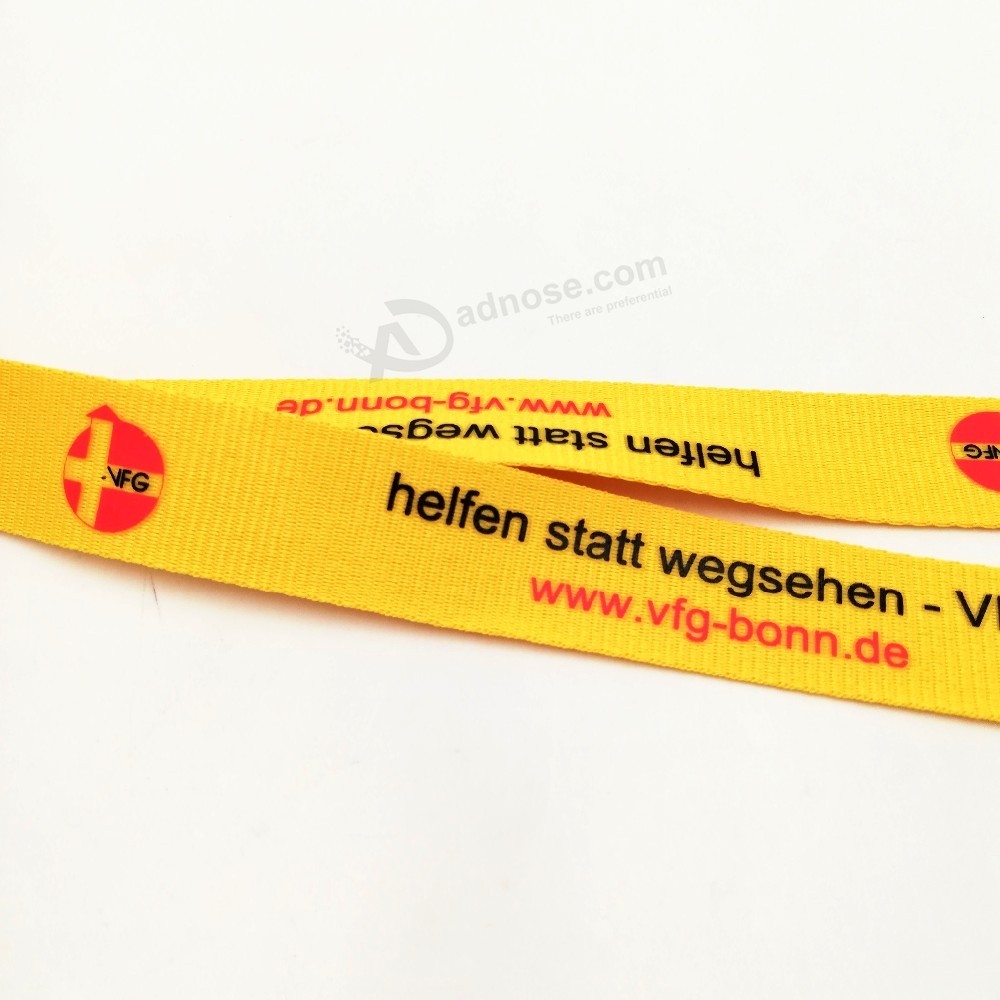 adnose.com
There are preferential
www.vfg-bonn.de
helfen statt
VFG
VFG
helfen statt wegsehen -
www.vfg-bonn.de